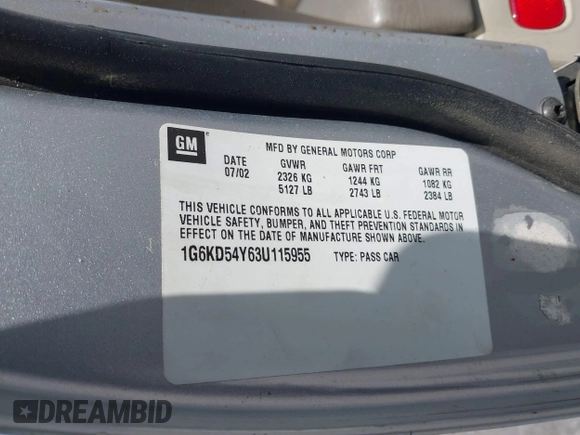 GM
MFD BY GENERAL MOTORS CORP
DATE GVWR GAWR FRT GAWR RR
07/02 2326 KG 1244 KG 1082 KG
5127 LB 2743 LB 2384 LB
THIS VEHICLE CONFORMS TO ALL APPLICABLE U.S. FEDERAL MOTOR
VEHICLE SAFETY, BUMPER, AND THEFT PREVENTION STANDARDS IN
EFFECT ON THE DATE OF MANUFACTURE SHOWN ABOVE.
1G6KD54Y63U115955 TYPE: PASS CAR
DREAMBID